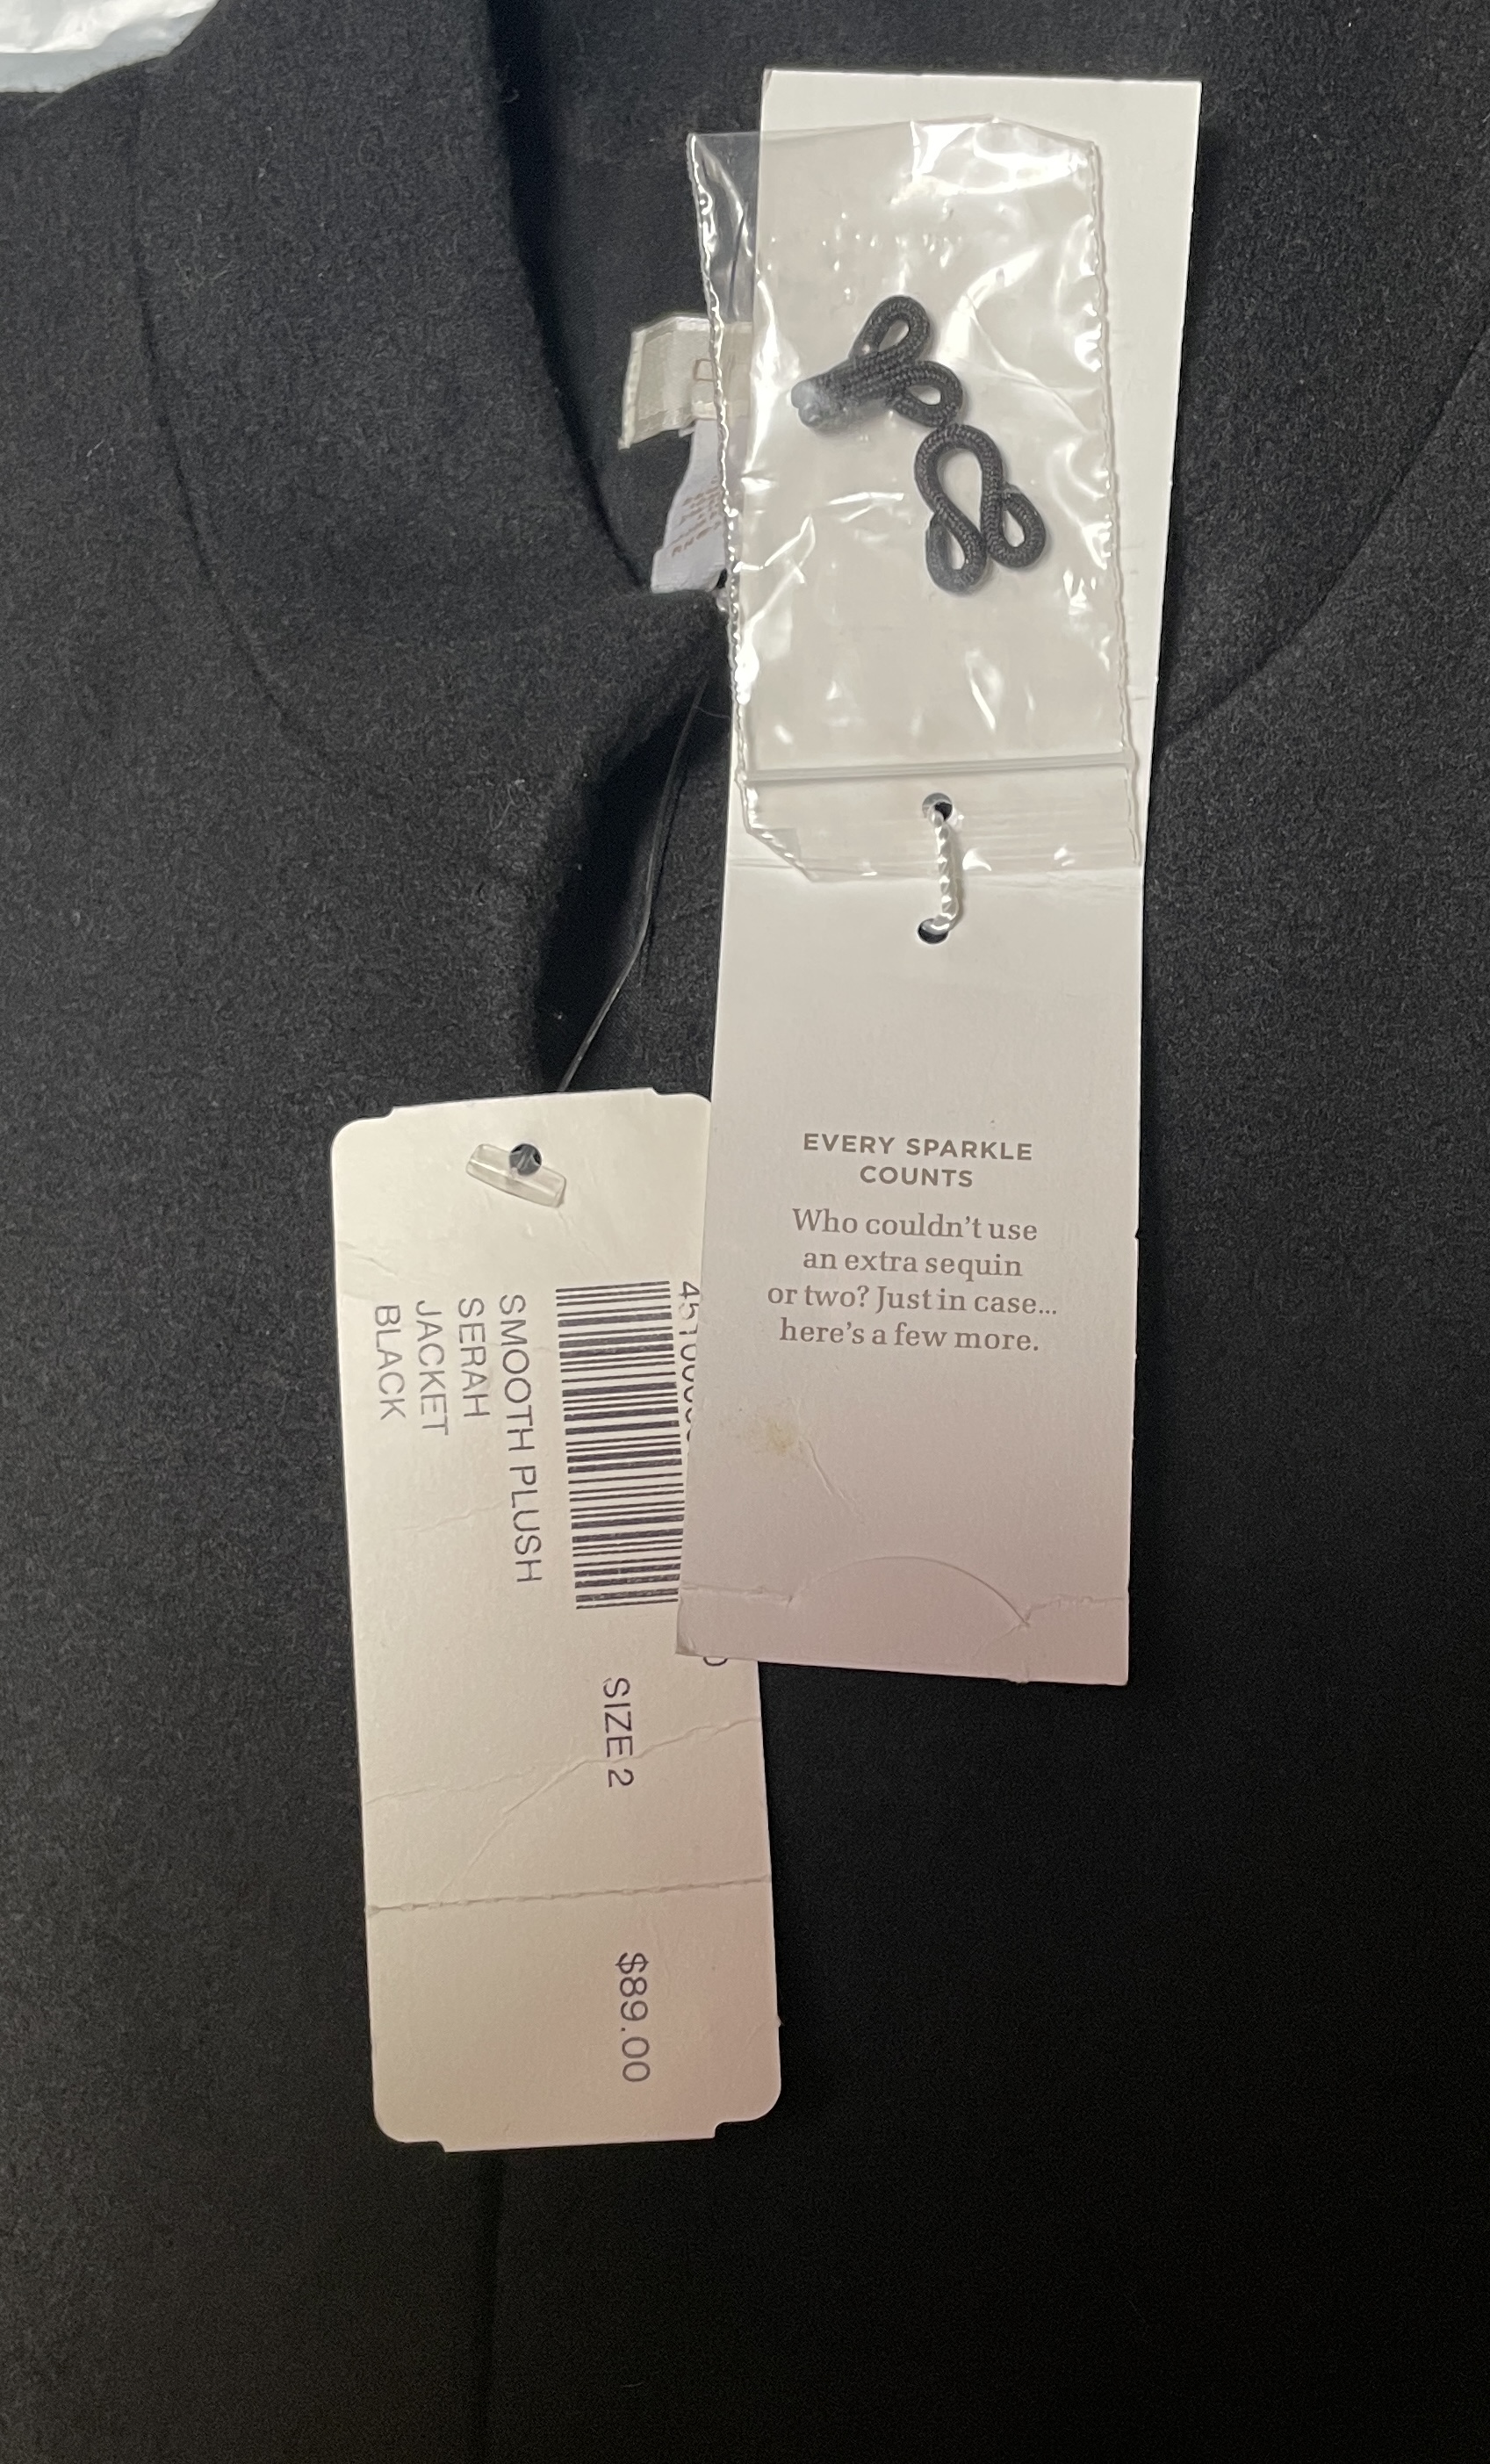 EVERY SPARKLE
COUNTS
Who couldn't use
an extra sequin
or two? Just in case...
here's a few more.
SMOOTH PLUSH
SERAH
JACKET
BLACK
SIZE 2
$89.00